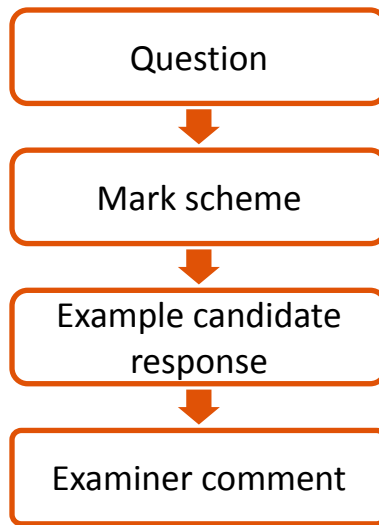 Question
Mark scheme
Example candidate
response
Examiner comment